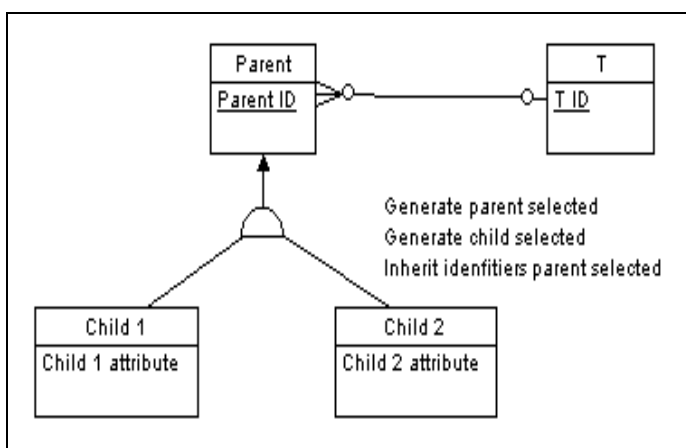 Parent
T
Parent ID
T ID
Generate parent selected
Generate child selected
Inherit idenfitiers parent selected
Child 1
Child 2
Child 1 attribute
Child 2 attribute